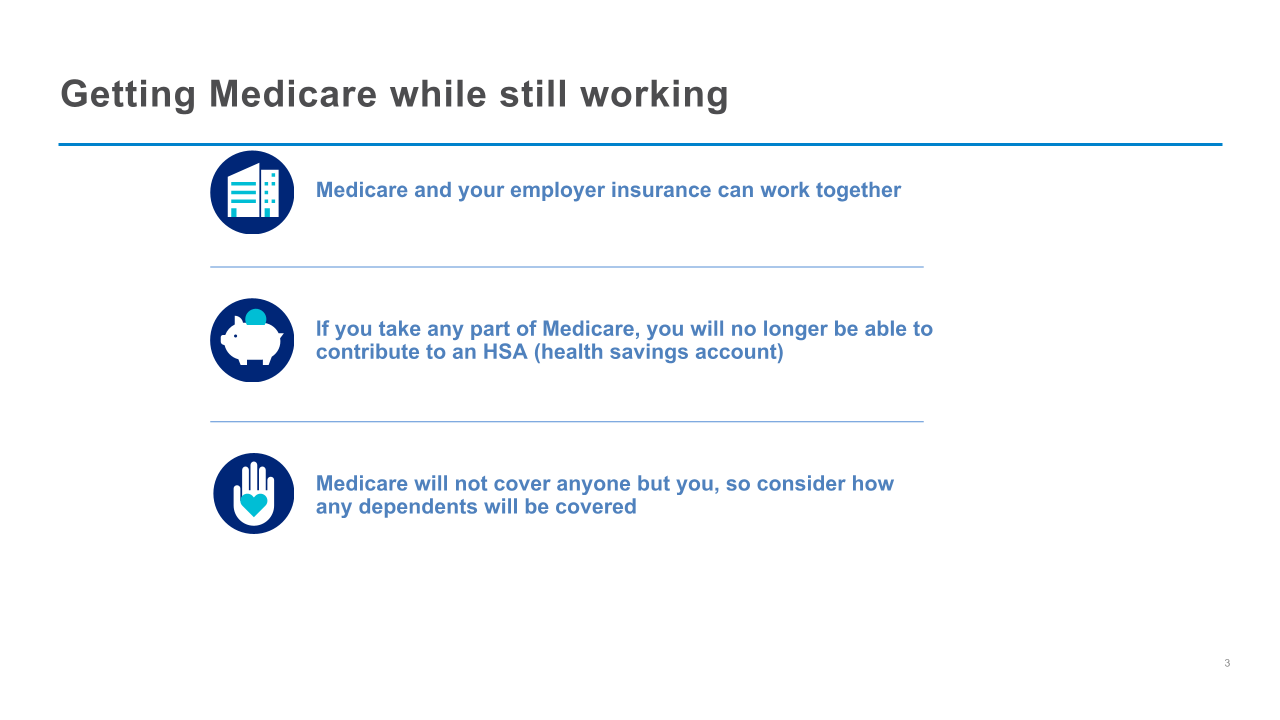 Getting Medicare while still working
Medicare and your employer insurance can work together
If you take any part of Medicare, you will no longer be able to
contribute to an HSA (health savings account)
Medicare will not cover anyone but you, so consider how
any dependents will be covered
3